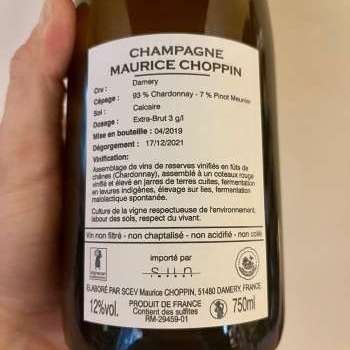 CHAMPAGNE
MAURICE CHOPPIN
Cru : Damery
Cépage : 93 % Chardonnay - 7 % Pinot Meunier
Sol : Calcaire
Dosage : Extra-Brut 3 g/l
Mise en bouteille : 04/2019
Dégorgement : 17/12/2021
Vinification:
Assemblage de vins de reserves vinifiés en fûts de
chênes (Chardonnay), assemblé à un coteaux rouge
vinifié et élevé en jarres de terres cuites, fermentation
en levures indigènes, élevage sur lies, fermentation
malolactique spontanée.
Culture de la vigne respectueuse de l'environnement,
labour des sols, respect du vivant.
Vin non filtré - non chaptalisé - non acidifié - non collé
importé par
sun
ÉLABORÉ PAR SCEV Maurice CHOPPIN, 51480 DAMERY, FRANCE
12%vol.
PRODUIT DE FRANCE
Contient des sulfites
RM-29459-01
750ml